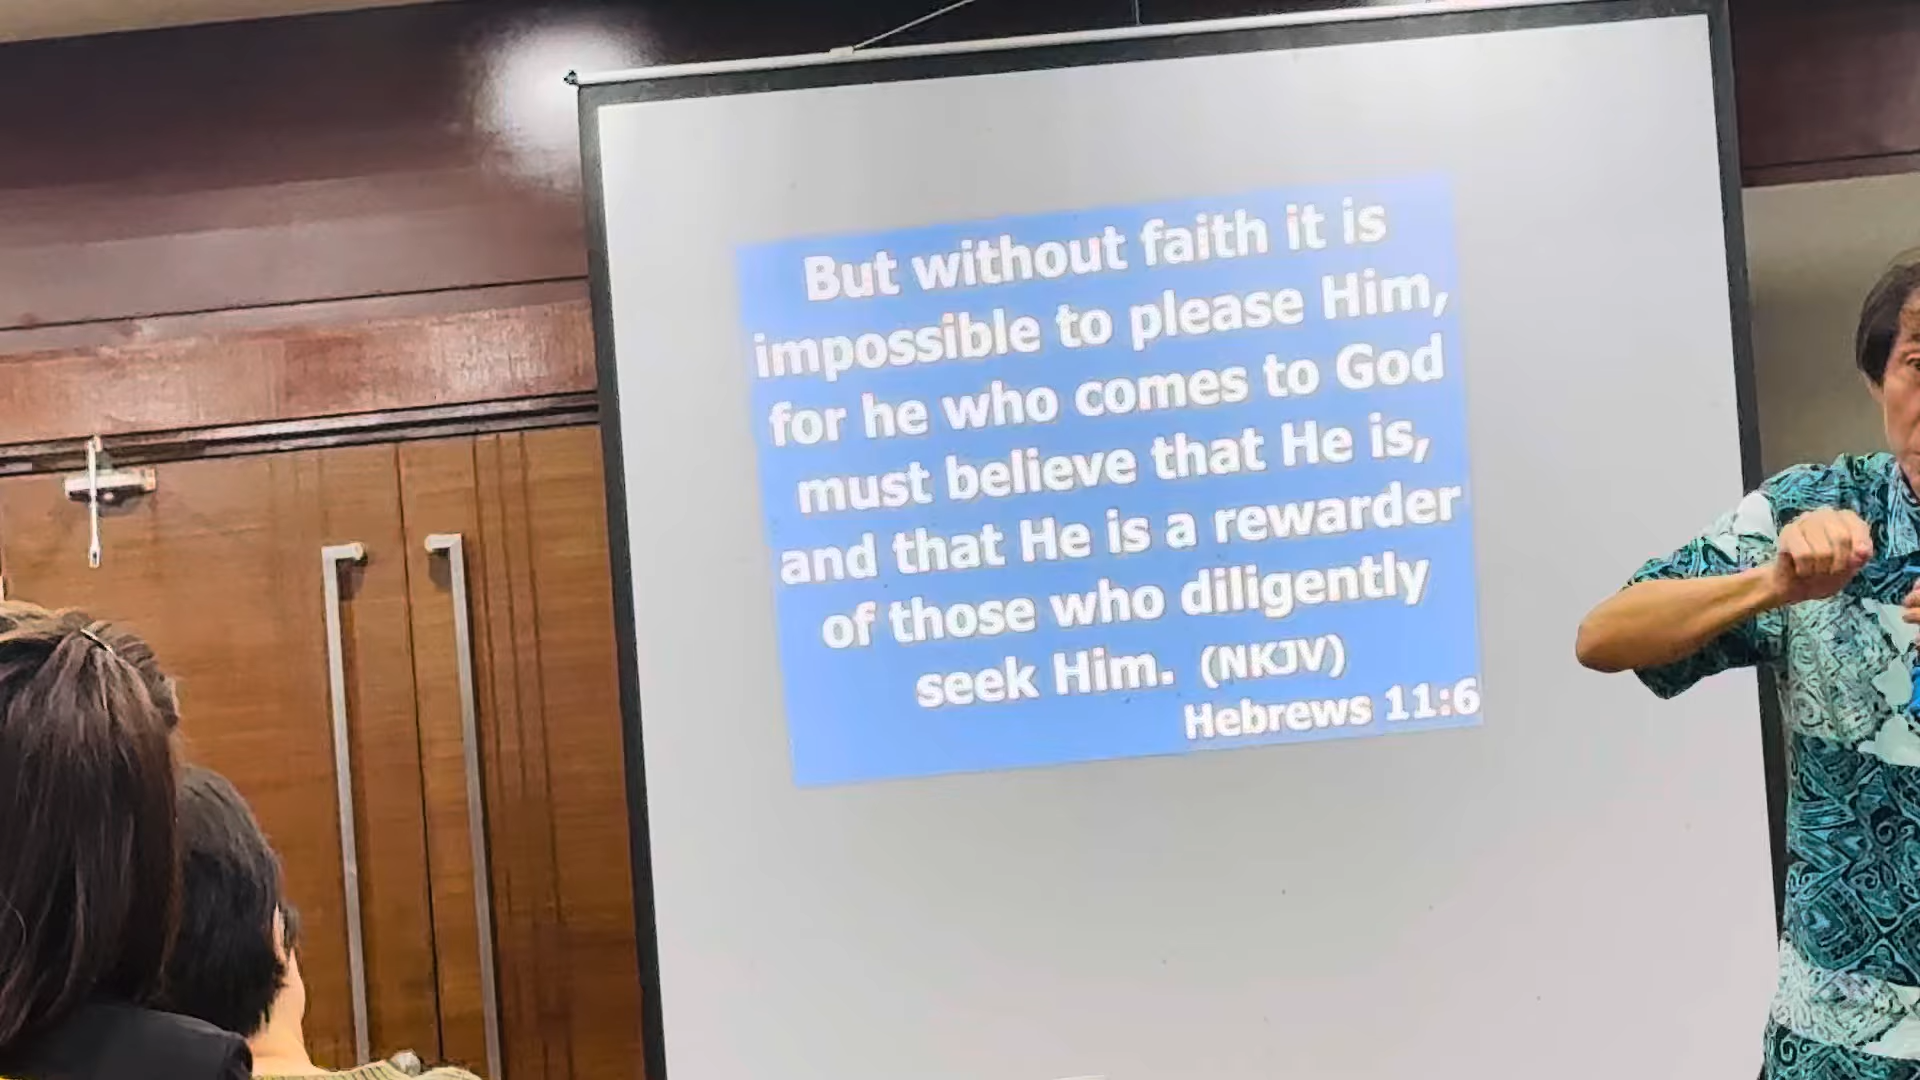 But without faith it is
impossible to please Him,
for he who comes to God
must believe that He is,
and that He is a rewarder
of those who diligently
seek Him. (NKJV)
Hebrews 11:6